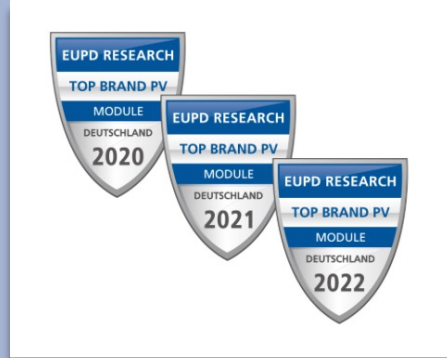 EUPD RESEARCH
TOP BRAND PV
MODULE
DEUTSCHLAND
2020
EUPD RESEARCH
TOP BRAND PV
MODULE
DEUTSCHLAND
2021
EUPD RESEARCH
TOP BRAND PV
MODULE
DEUTSCHLAND
2022